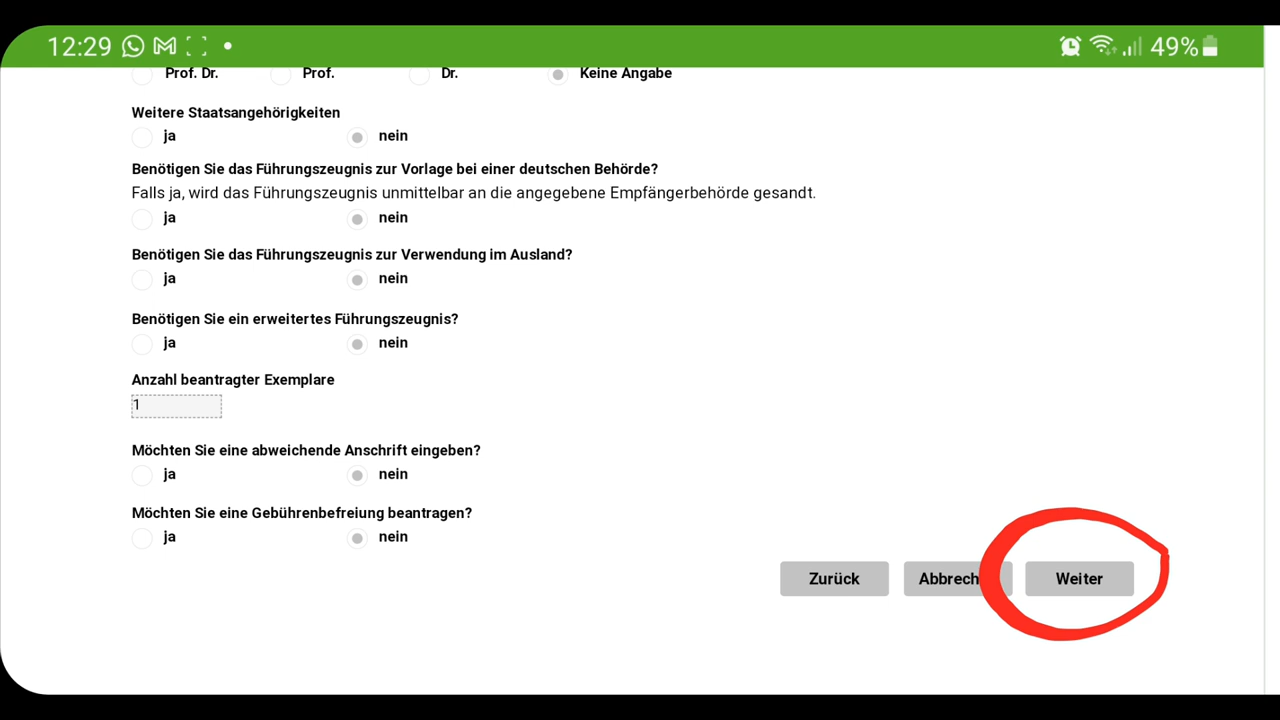 12:29 49%
Prof. Dr. Prof. Dr. Keine Angabe
Weitere Staatsangehörigkeiten
ja nein
Benötigen Sie das Führungszeugnis zur Vorlage bei einer deutschen Behörde?
Falls ja, wird das Führungszeugnis unmittelbar an die angegebene Empfängerbehörde gesandt.
ja nein
Benötigen Sie das Führungszeugnis zur Verwendung im Ausland?
ja nein
Benötigen Sie ein erweitertes Führungszeugnis?
ja nein
Anzahl beantragter Exemplare
1
Möchten Sie eine abweichende Anschrift eingeben?
ja nein
Möchten Sie eine Gebührenbefreiung beantragen?
ja nein
Zurück Abbrech Weiter